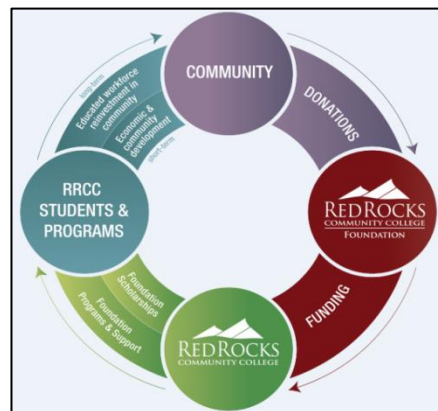 COMMUNITY
DONATIONS
RED ROCKS
COMMUNITY COLLEGE
FOUNDATION
FUNDING
RED ROCKS
COMMUNITY COLLEGE
Foundation
Scholarships
Foundation
Programs & Support
RRCC
STUDENTS &
PROGRAMS
long-term
Educated workforce
reinvestment in
community
Economic &
community
development
short-term